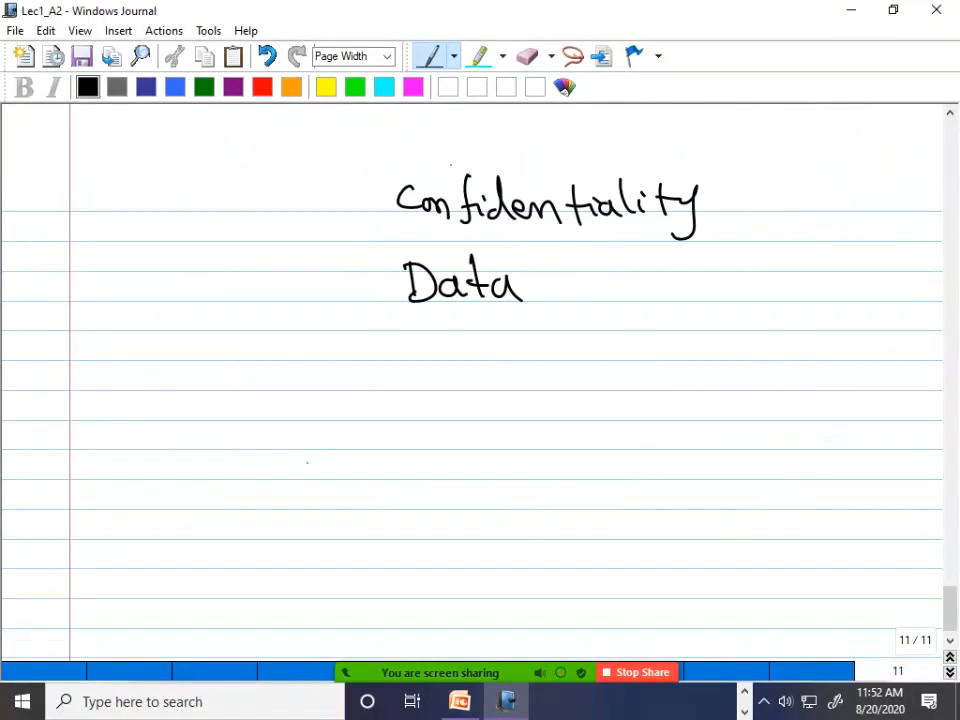 Lec1_A2 - Windows Journal
File Edit View Insert Actions Tools Help
Page Width
B I
Confidentiality
Data
11 / 11
You are screen sharing Stop Share 11
Type here to search
11:52 AM
8/20/2020